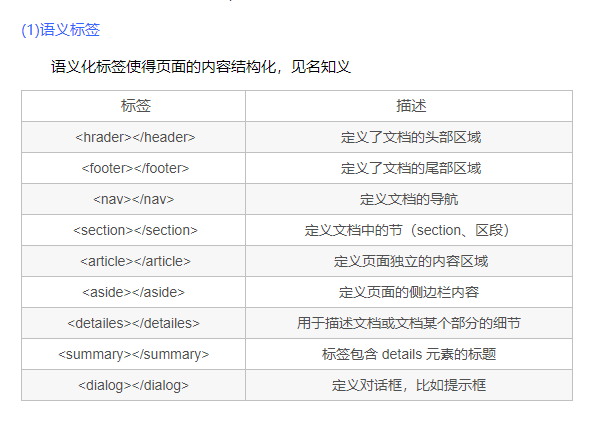 (1)语义标签
语义化标签使得页面的内容结构化，见名知义
标签 描述
<hrader></header> 定义了文档的头部区域
<footer></footer> 定义了文档的尾部区域
<nav></nav> 定义文档的导航
<section></section> 定义文档中的节（section、区段）
<article></article> 定义页面独立的内容区域
<aside></aside> 定义页面的侧边栏内容
<detailes></detailes> 用于描述文档或文档某个部分的细节
<summary></summary> 标签包含 details 元素的标题
<dialog></dialog> 定义对话框，比如提示框